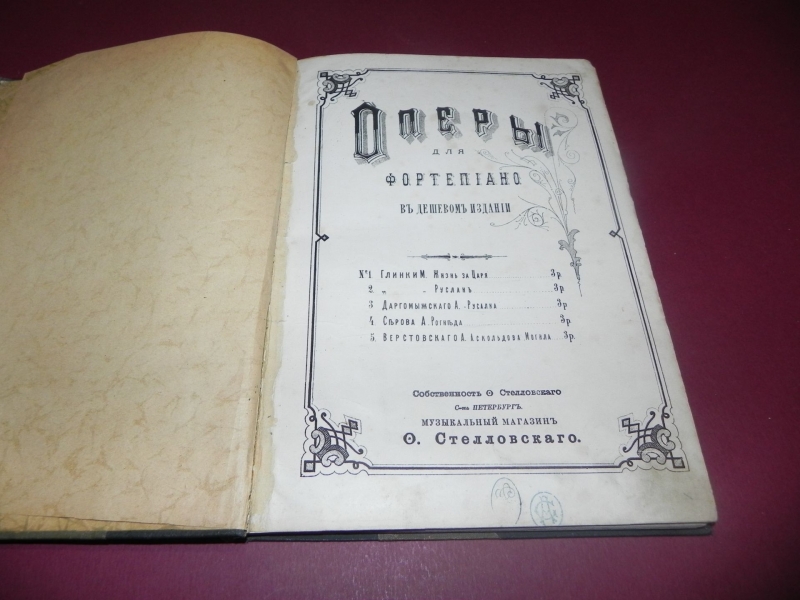 Оперы
для
фортепіано
въ дешевомъ изданіи
№1 Глинки М. Жизнь за Царя 3р.
2 „ „ Русланъ 3р.
3 Даргомыжскаго А. Русалка 3р.
4 Сѣрова А. Рогнѣда 3р.
5. Верстовскаго А. Аскольдова Могила 3р.
Собственность Ѳ Стелловскаго
С-тъ Петербургъ.
музыкальный магазинъ
Ѳ. Стелловскаго.